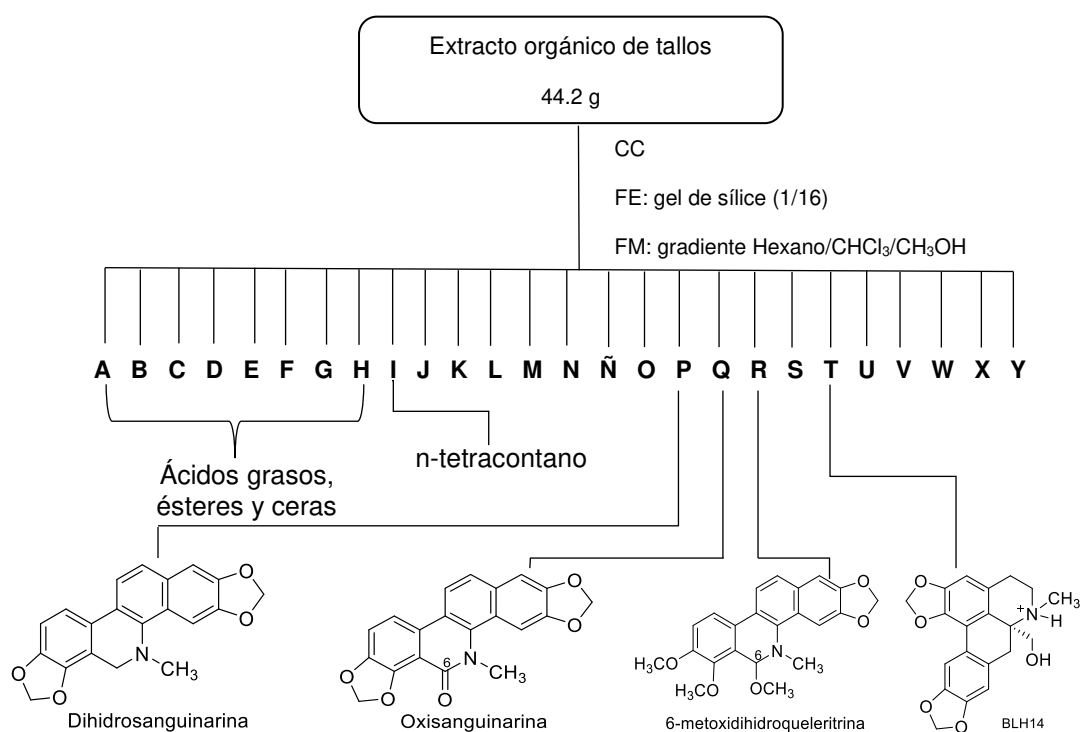 Extracto orgánico de tallos
44.2 g
CC
FE: gel de sílice (1/16)
FM: gradiente Hexano/CHCl₃/CH₃OH
A B C D E F G H I J K L M N Ñ O P Q R S T U V W X Y
Ácidos grasos,
ésteres y ceras
n-tetracontano
O
O
N
CH₃
O
O
Dihidrosanguinarina
O
O
N
CH₃
6
O
O
O
Oxisanguinarina
O
O
N
CH₃
6
H₃CO
H₃CO
OCH₃
6-metoxidihidroqueleritrina
O
O
+
N
CH₃
H
OH
O
O
BLH14